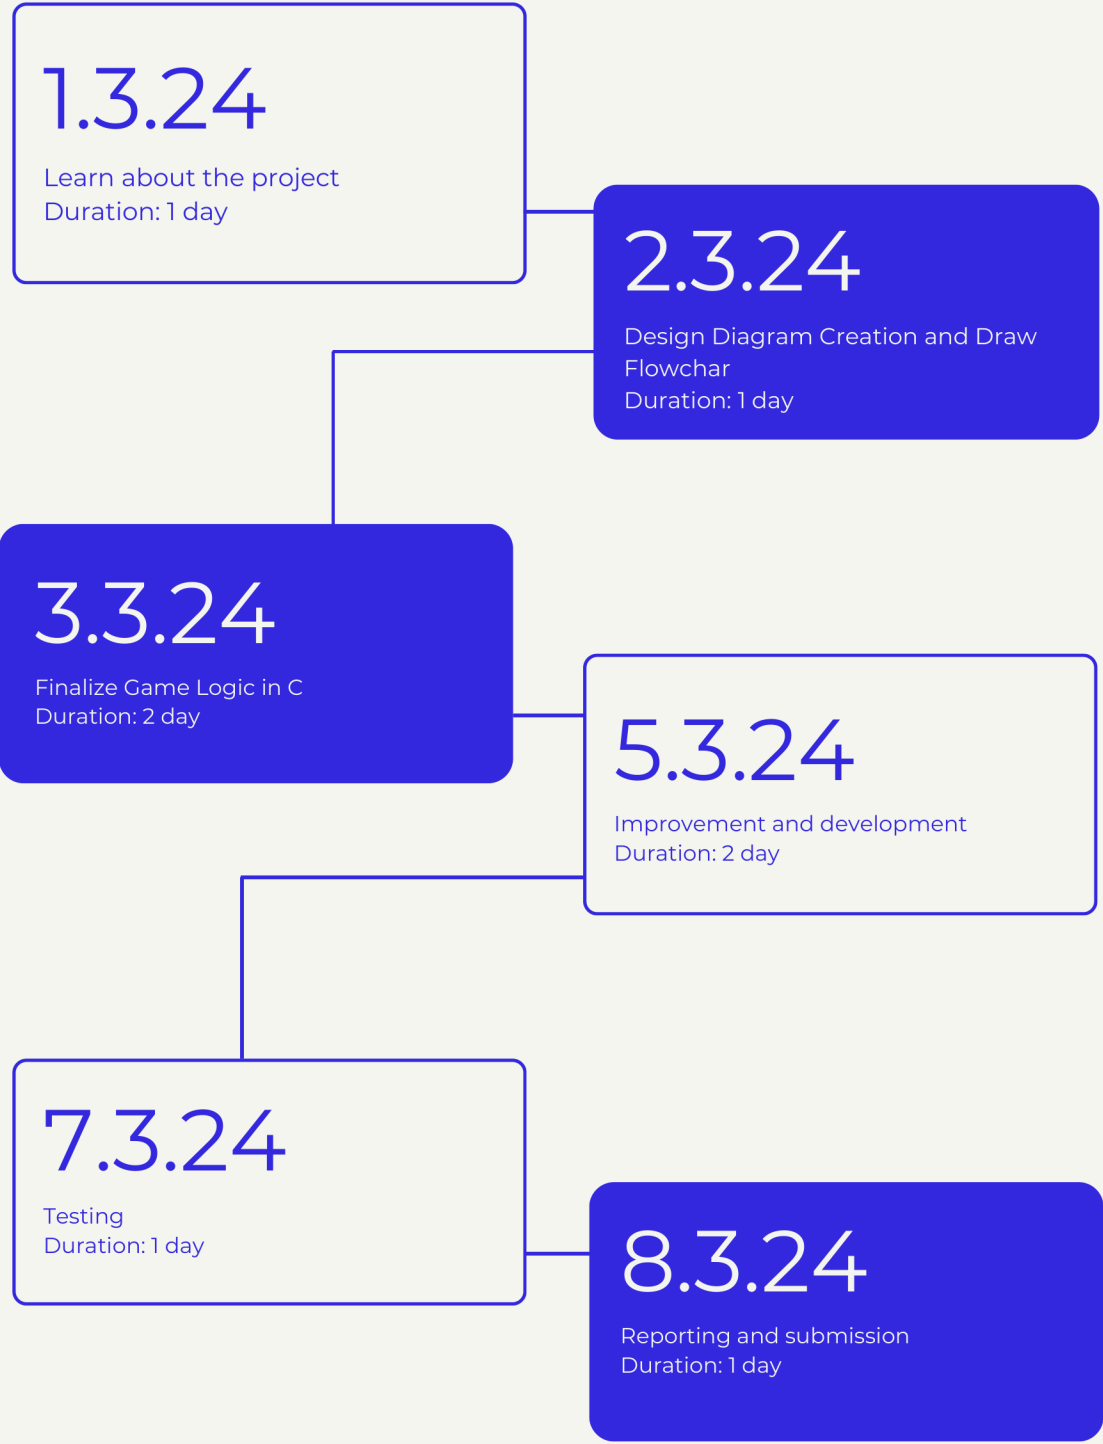 1.3.24
Learn about the project
Duration: 1 day
2.3.24
Design Diagram Creation and Draw
Flowchar
Duration: 1 day
3.3.24
Finalize Game Logic in C
Duration: 2 day
5.3.24
Improvement and development
Duration: 2 day
7.3.24
Testing
Duration: 1 day
8.3.24
Reporting and submission
Duration: 1 day